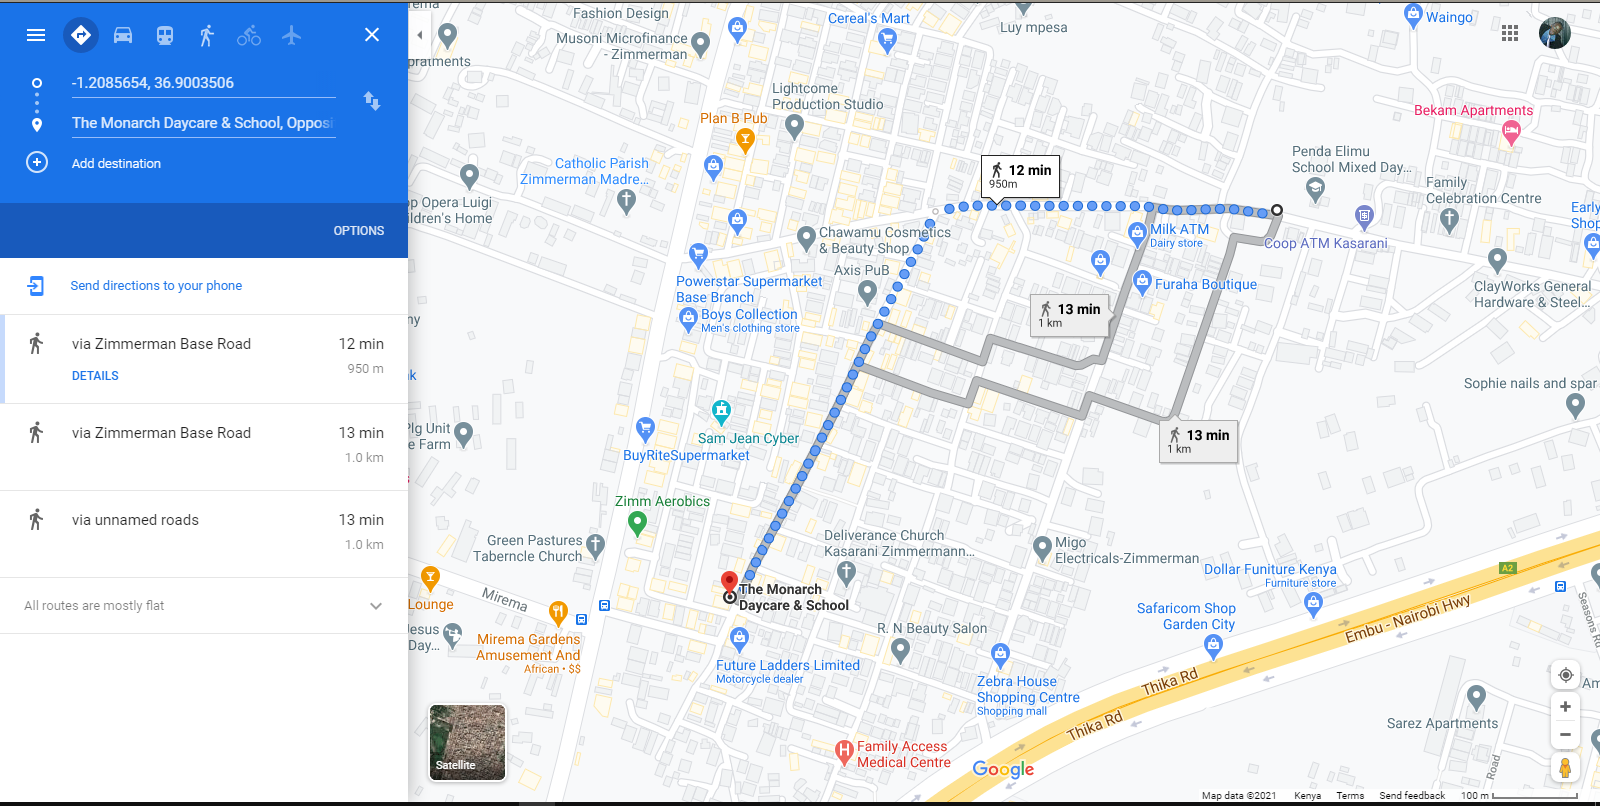 -1.2085654, 36.9003506
The Monarch Daycare & School, Opposi
Add destination
OPTIONS
Send directions to your phone
via Zimmerman Base Road
12 min
DETAILS
950 m
via Zimmerman Base Road
13 min
1.0 km
via unnamed roads
13 min
1.0 km
All routes are mostly flat
Fashion Design
Musoni Microfinance
- Zimmerman
Cereal's Mart
Luy mpesa
Waingo
Lightcome
Production Studio
Plan B Pub
Bekam Apartments
Catholic Parish
Zimmerman Madre...
12 min
950m
Penda Elimu
School Mixed Day...
Family
Celebration Centre
Opera Luigi
ildren's Home
Early
Shop
Chawamu Cosmetics
& Beauty Shop
Milk ATM
Dairy store
Coop ATM Kasarani
Axis PuB
Powerstar Supermarket
Base Branch
Furaha Boutique
ClayWorks General
Hardware & Steel...
Boys Collection
Men's clothing store
13 min
1 km
Sophie nails and spar
Plg Unit
e Farm
Sam Jean Cyber
BuyRiteSupermarket
13 min
1 km
Zimm Aerobics
Green Pastures
Taberncle Church
Deliverance Church
Kasarani Zimmermann...
Migo
Electricals-Zimmerman
Dollar Funiture Kenya
Furniture store
A2
The Monarch
Daycare & School
Lounge
Mirema
Safaricom Shop
Garden City
Embu - Nairobi Hwy
Seasons Rd
Jesus
Day...
Mirema Gardens
Amusement And
African • $$
R. N Beauty Salon
Future Ladders Limited
Motorcycle dealer
Zebra House
Shopping Centre
Shopping mall
Thika Rd
Thika Rd
Sarez Apartments
Family Access
Medical Centre
Satellite
Google
Road
Map data ©2021 Kenya Terms Send feedback 100 m